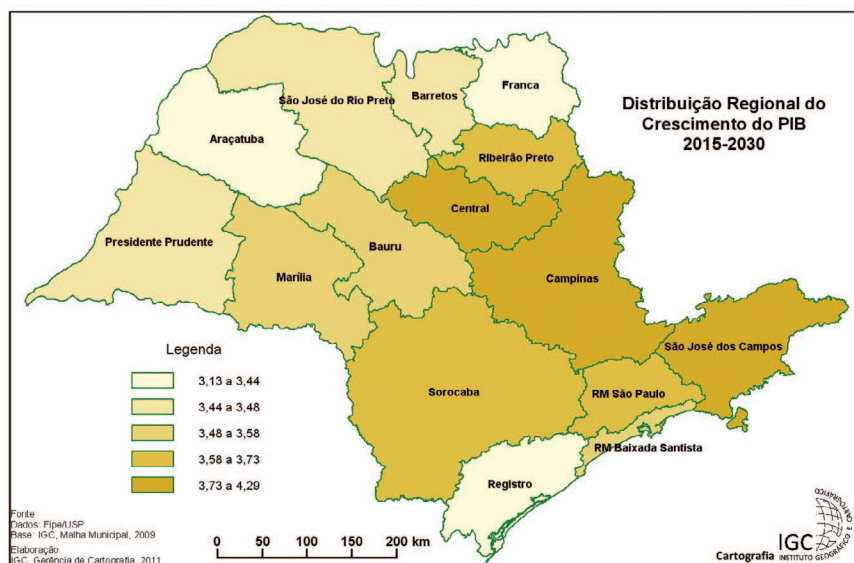 Distribuição Regional do
Crescimento do PIB
2015-2030
São José do Rio Preto
Barretos
Franca
Araçatuba
Ribeirão Preto
Central
Presidente Prudente
Bauru
Marília
Campinas
São José dos Campos
Sorocaba
RM São Paulo
RM Baixada Santista
Registro
Legenda
3,13 a 3,44
3,44 a 3,48
3,48 a 3,58
3,58 a 3,73
3,73 a 4,29
Fonte
Dados: Fipe/USP
Base: IGC, Malha Municipal, 2009
Elaboração
IGC, Gerência de Cartografia, 2011
0 50 100 150 200 km
Cartografia IGC
INSTITUTO GEOGRÁFICO E CARTOGRÁFICO